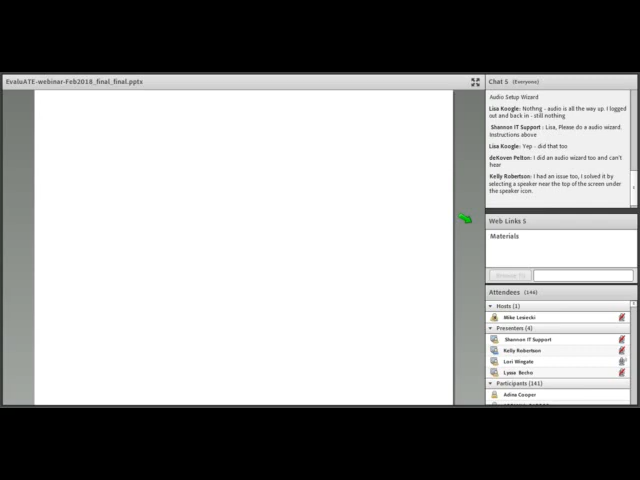 EvaluATE-webinar-Feb2018_final_final.pptx
Chat 5 (Everyone)
Audio Setup Wizard
Lisa Koogle: Nothing - audio is all the way up. I logged
out and back in - still nothing
Shannon IT Support : Lisa, Please do a audio wizard.
Instructions above
Lisa Koogle: Yep - did that too
deKoven Pelton: I did an audio wizard too and can't
hear
Kelly Robertson: I had an issue too, I solved it by
selecting a speaker near the top of the screen under
the speaker icon.
Web Links 5
Materials
Browse To
Attendees (146)
Hosts (1)
Mike Lesiecki
Presenters (4)
Shannon IT Support
Kelly Robertson
Lori Wingate
Lyssa Becho
Participants (141)
Adina Cooper